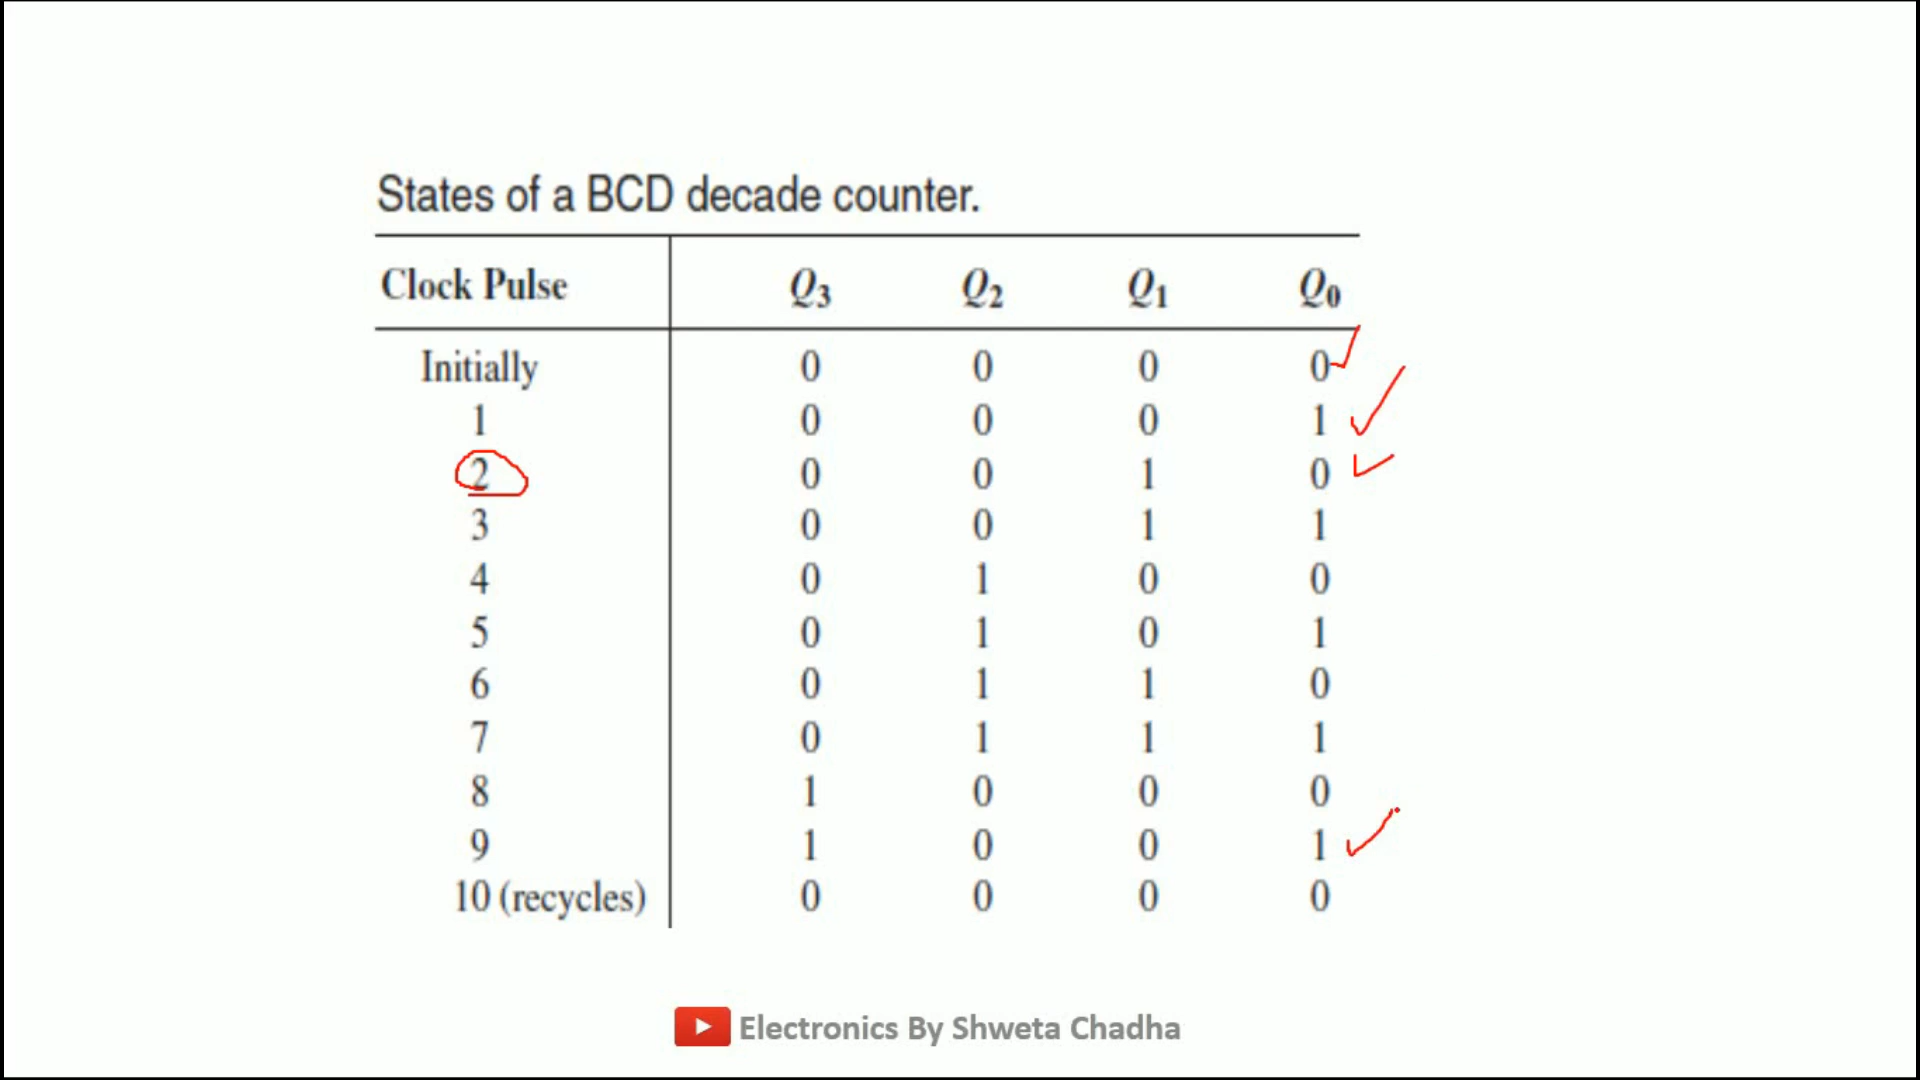 States of a BCD decade counter.
Clock Pulse Q3 Q2 Q1 Q0
Initially 0 0 0 0
1 0 0 0 1
2 0 0 1 0
3 0 0 1 1
4 0 1 0 0
5 0 1 0 1
6 0 1 1 0
7 0 1 1 1
8 1 0 0 0
9 1 0 0 1
10 (recycles) 0 0 0 0
Electronics By Shweta Chadha